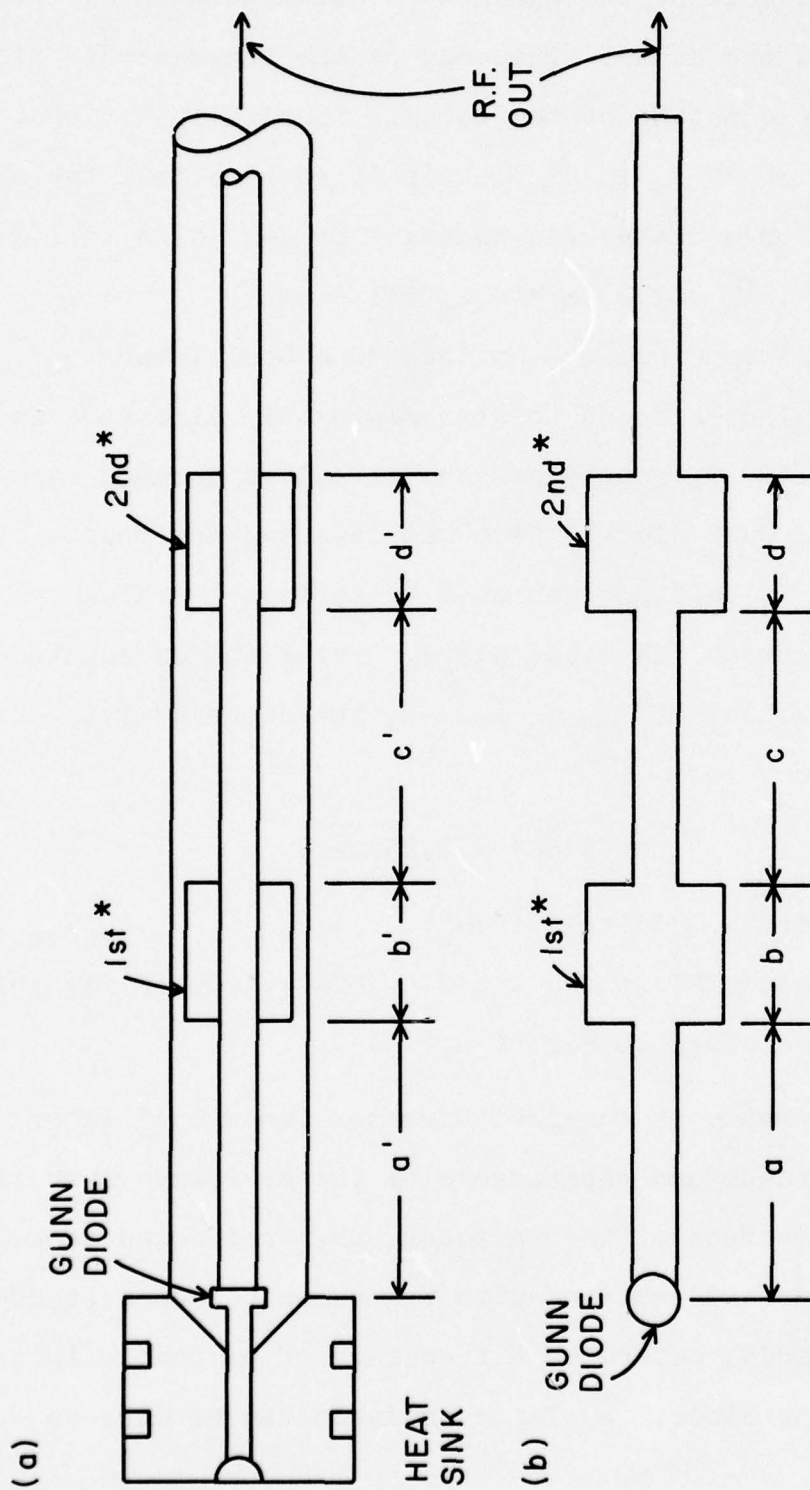 (a)
GUNN
DIODE
HEAT
SINK
1st*
2nd*
a'
b'
c'
d'
R.F.
OUT
(b)
GUNN
DIODE
1st*
2nd*
a
b
c
d